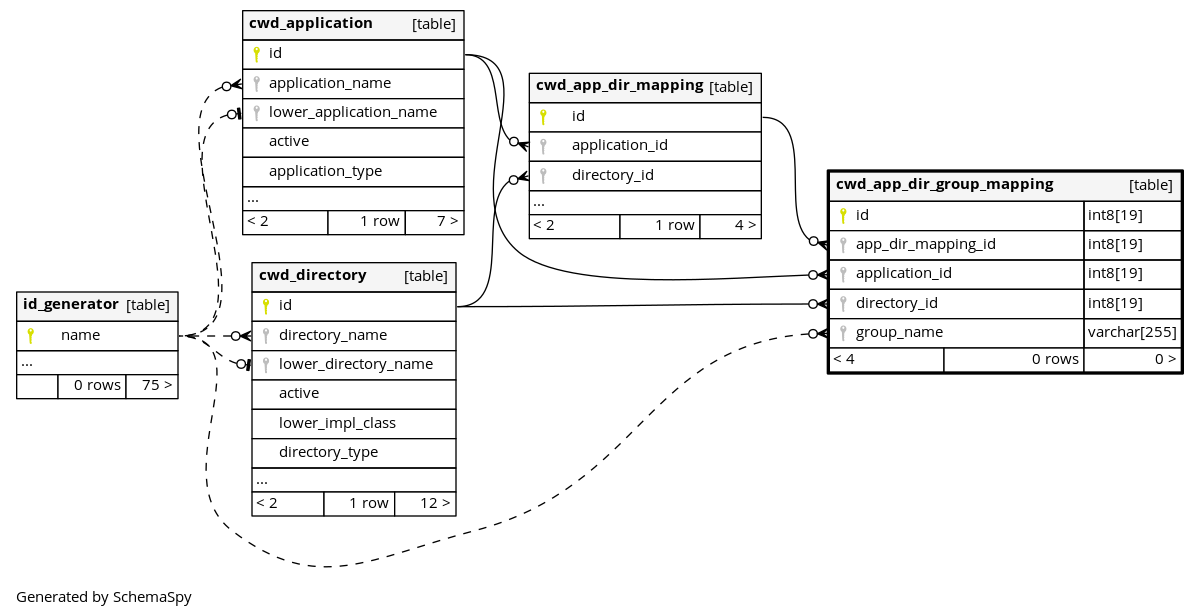 cwd_application [table]
id
application_name
lower_application_name
active
application_type
...
< 2 1 row 7 >
cwd_app_dir_mapping [table]
id
application_id
directory_id
...
< 2 1 row 4 >
cwd_app_dir_group_mapping [table]
id int8[19]
app_dir_mapping_id int8[19]
application_id int8[19]
directory_id int8[19]
group_name varchar[255]
< 4 0 rows 0 >
cwd_directory [table]
id
directory_name
lower_directory_name
active
lower_impl_class
directory_type
...
< 2 1 row 12 >
id_generator [table]
name
...
0 rows 75 >
Generated by SchemaSpy